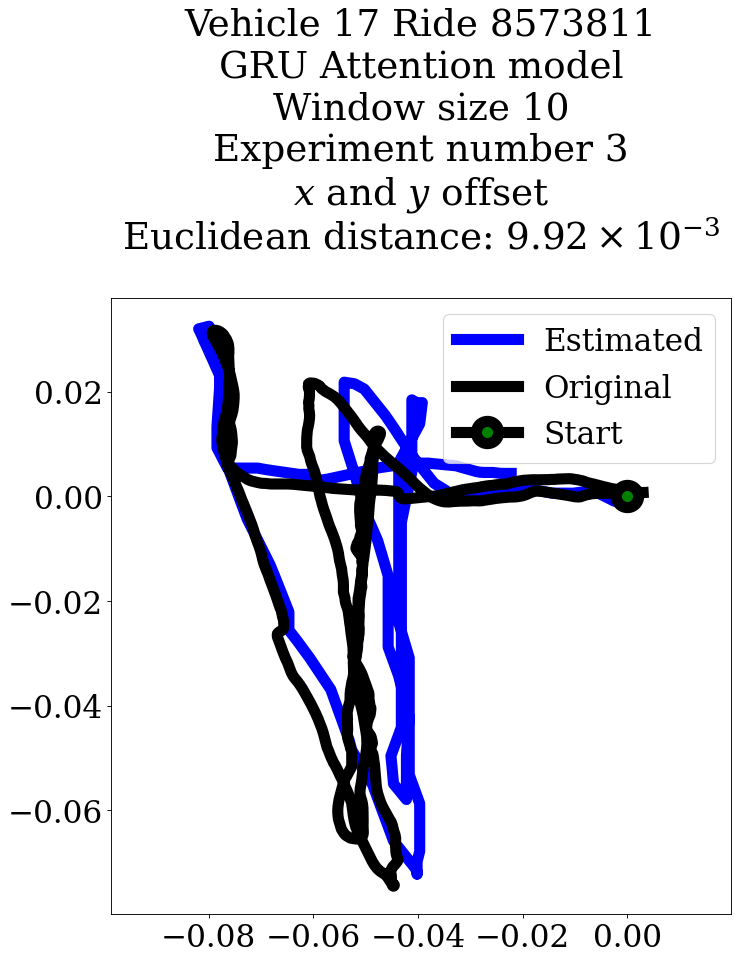 Vehicle 17 Ride 8573811
GRU Attention model
Window size 10
Experiment number 3
x and y offset
Euclidean distance: 9.92 × 10⁻³
Estimated
Original
Start
0.02
0.00
−0.02
−0.04
−0.06
−0.08 −0.06 −0.04 −0.02 0.00